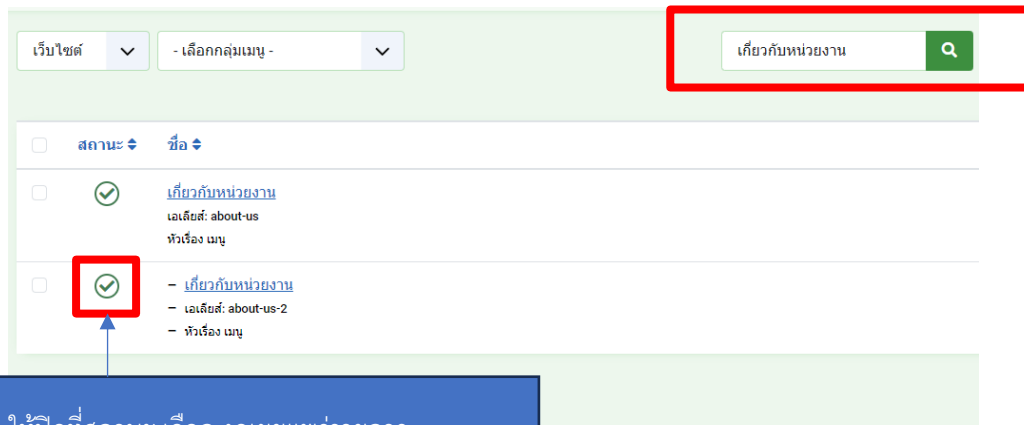 เว็บไซต์
- เลือกกลุ่มเมนู -
เกี่ยวกับหน่วยงาน
สถานะ ชื่อ
เกี่ยวกับหน่วยงาน
เอเลียส์: about-us
หัวเรื่อง เมนู
– เกี่ยวกับหน่วยงาน
– เอเลียส์: about-us-2
– หัวเรื่อง เมนู